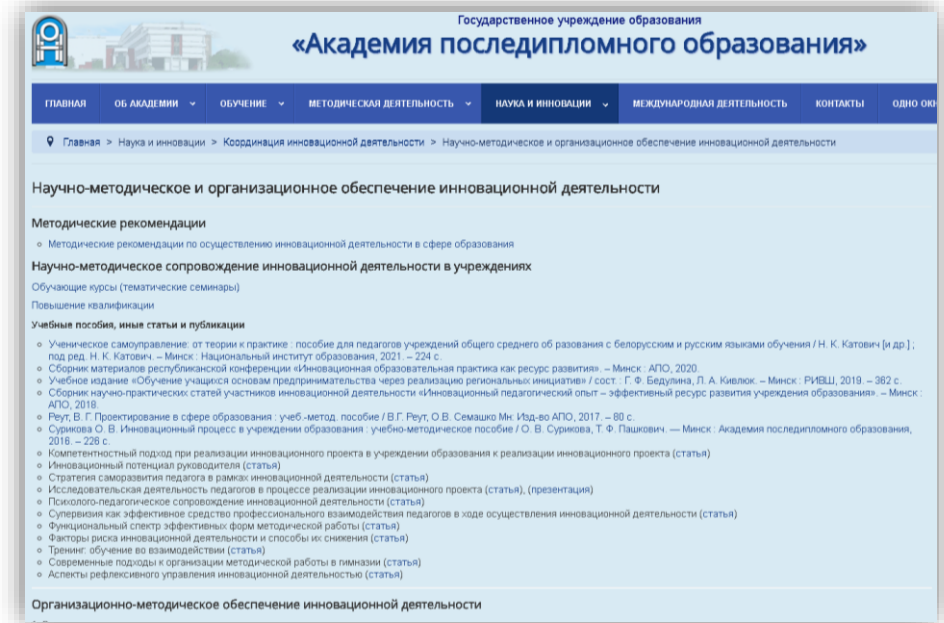 Государственное учреждение образования
«Академия последипломного образования»
ГЛАВНАЯ ОБ АКАДЕМИИ ОБУЧЕНИЕ МЕТОДИЧЕСКАЯ ДЕЯТЕЛЬНОСТЬ НАУКА И ИННОВАЦИИ МЕЖДУНАРОДНАЯ ДЕЯТЕЛЬНОСТЬ КОНТАКТЫ ОДНО ОКН
Главная > Наука и инновации > Координация инновационной деятельности > Научно-методическое и организационное обеспечение инновационной деятельности
Научно-методическое и организационное обеспечение инновационной деятельности
Методические рекомендации
Методические рекомендации по осуществлению инновационной деятельности в сфере образования
Научно-методическое сопровождение инновационной деятельности в учреждениях
Обучающие курсы (тематические семинары)
Повышение квалификации
Учебные пособия, иные статьи и публикации
Ученическое самоуправление: от теории к практике : пособие для педагогов учреждений общего среднего об разования с белорусским и русским языками обучения / Н. К. Катович [и др.] ;
под ред. Н. К. Катович. – Минск : Национальный институт образования, 2021. – 224 с.
Сборник материалов республиканской конференции «Инновационная образовательная практика как ресурс развития». – Минск : АПО, 2020.
Учебное издание «Обучение учащихся основам предпринимательства через реализацию региональных инициатив» / сост. : Г. Ф. Бедулина, Л. А. Кивлюк. – Минск : РИВШ, 2019. – 362 с.
Сборник научно-практических статей участников инновационной деятельности «Инновационный педагогический опыт – эффективный ресурс развития учреждения образования». – Минск :
АПО, 2018.
Реут, В. Г. Проектирование в сфере образования : учеб.-метод. пособие / В.Г. Реут, О.В. Семашко Мн: Изд-во АПО, 2017. – 80 с.
Сурикова О. В. Инновационный процесс в учреждении образования : учебно-методическое пособие / О. В. Сурикова, Т. Ф. Пашкович. — Минск : Академия последипломного образования,
2016. – 226 с.
Компетентностный подход при реализации инновационного проекта в учреждении образования к реализации инновационного проекта (статья)
Инновационный потенциал руководителя (статья)
Стратегия саморазвития педагога в рамках инновационной деятельности (статья)
Исследовательская деятельность педагогов в процессе реализации инновационного проекта (статья), (презентация)
Психолого-педагогическое сопровождение инновационной деятельности (статья)
Супервизия как эффективное средство профессионального взаимодействия педагогов в ходе осуществления инновационной деятельности (статья)
Функциональный спектр эффективных форм методической работы (статья)
Факторы риска инновационной деятельности и способы их снижения (статья)
Тренинг: обучение во взаимодействии (статья)
Современные подходы к организации методической работы в гимназии (статья)
Аспекты рефлексивного управления инновационной деятельностью (статья)
Организационно-методическое обеспечение инновационной деятельности